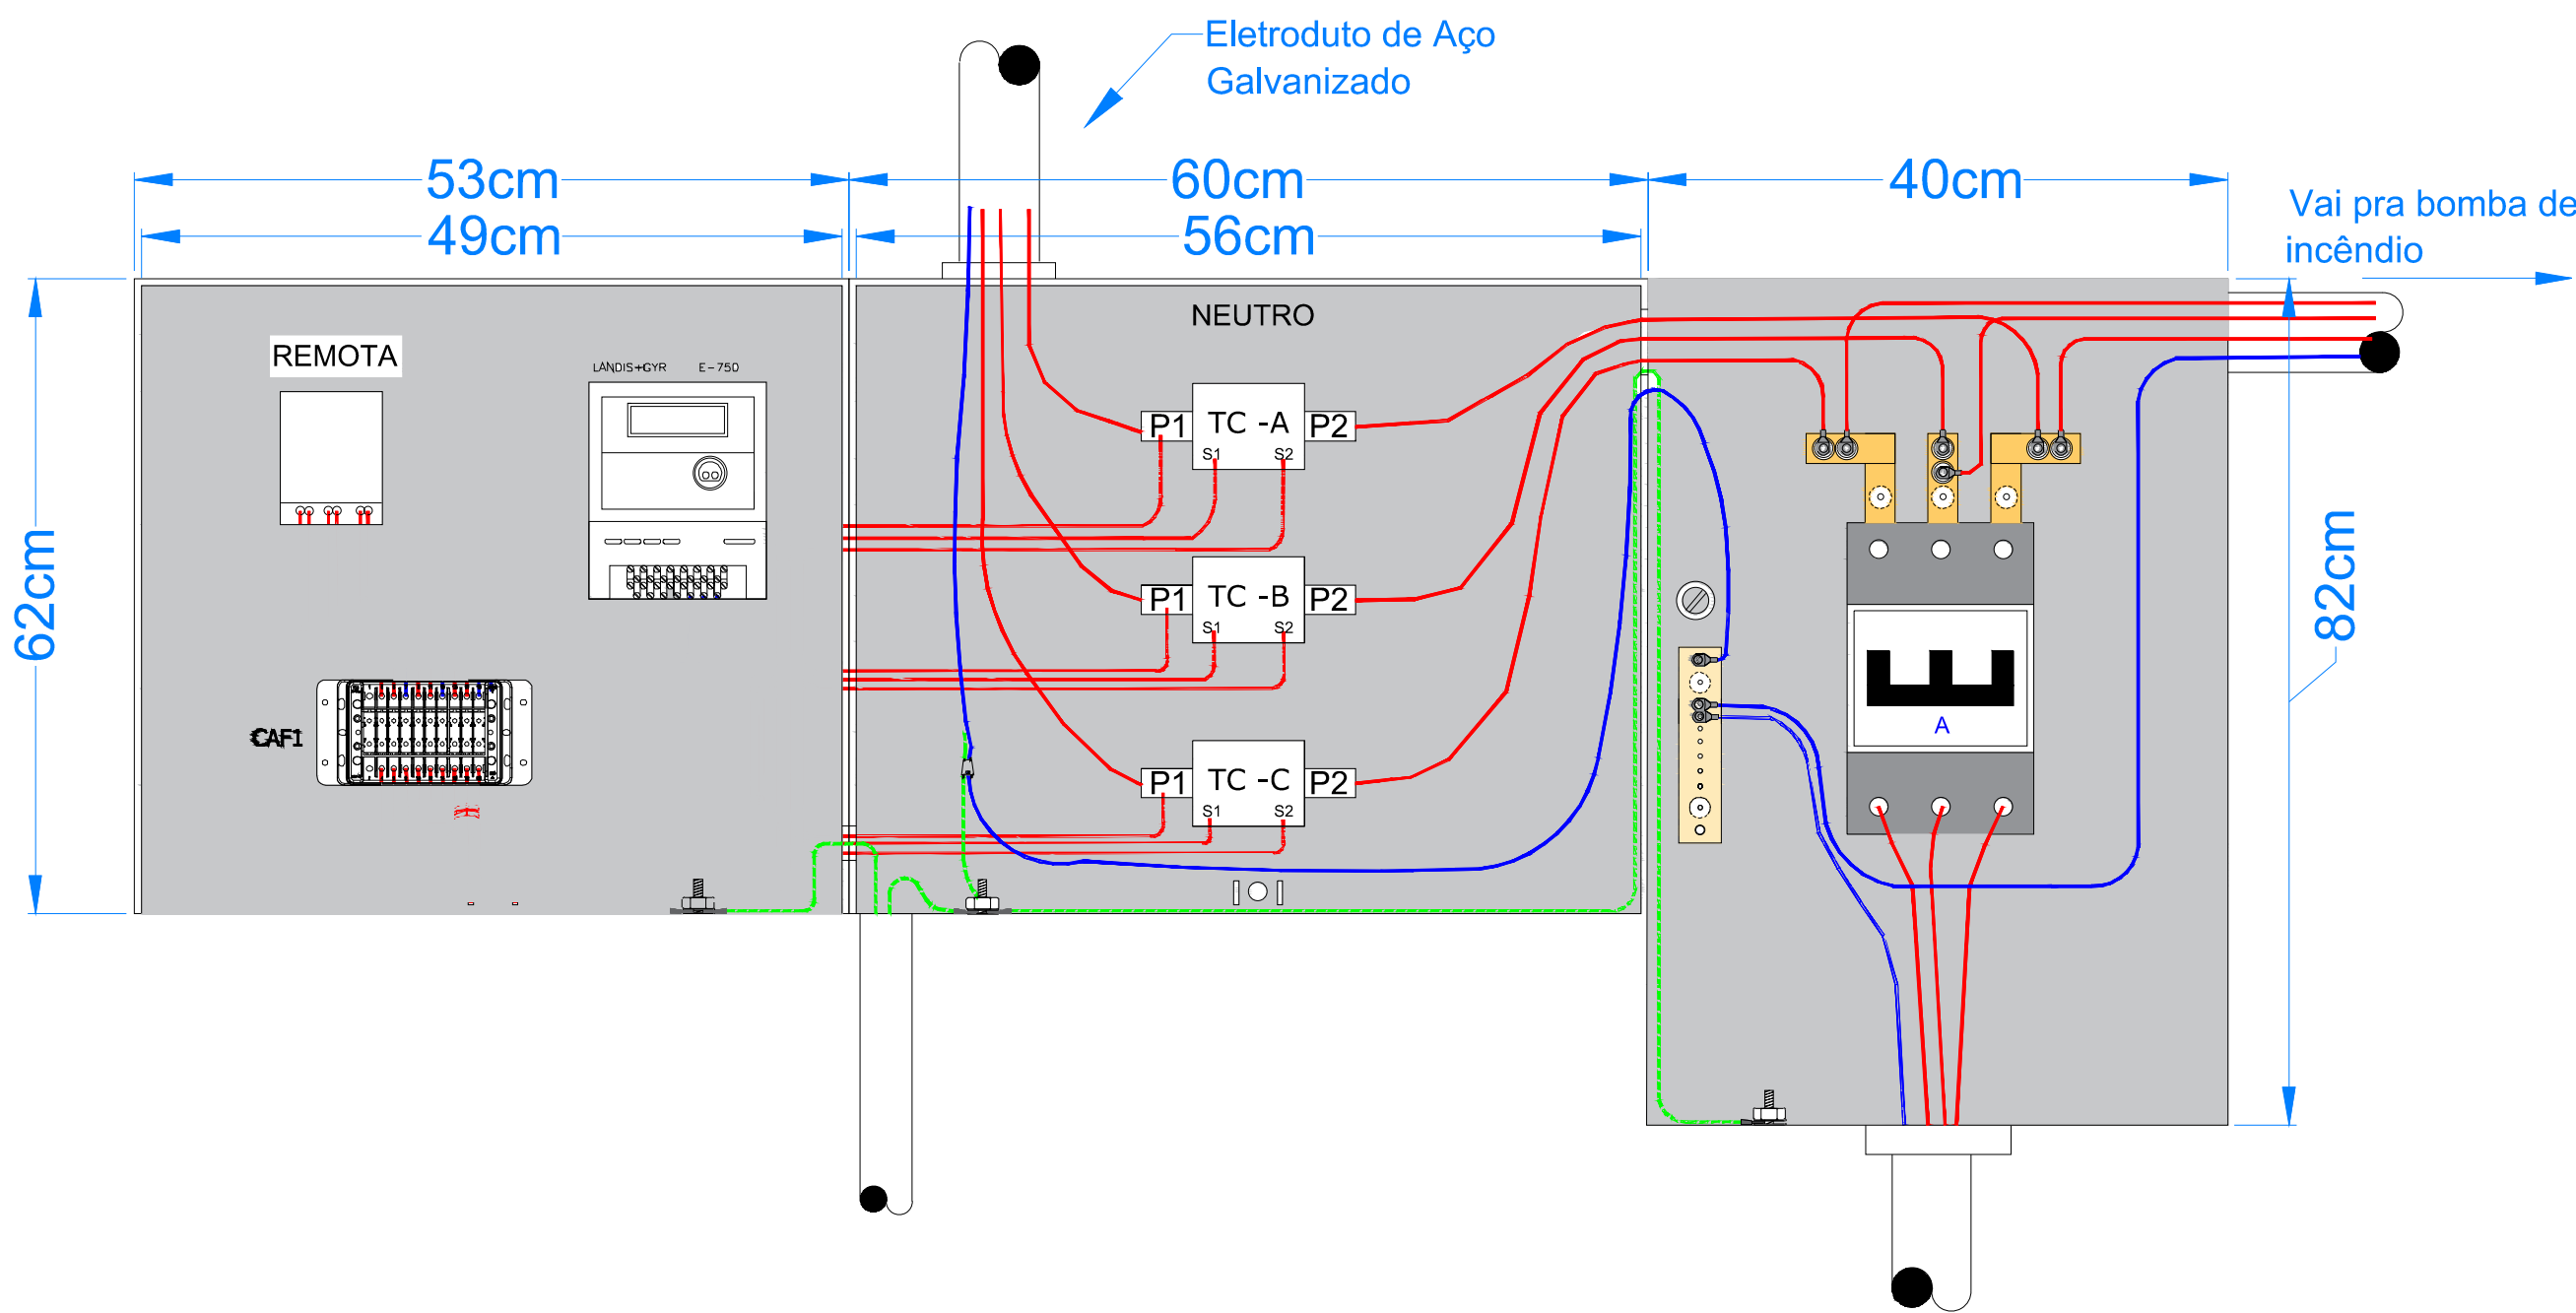 Eletroduto de Aço
Galvanizado
53cm
60cm
40cm
49cm
56cm
Vai pra bomba de
incêndio
NEUTRO
REMOTA
LANDIS+GYR E-750
P1 TC -A P2
S1 S2
62cm
P1 TC -B P2
S1 S2
82cm
A
CAF1
P1 TC -C P2
S1 S2